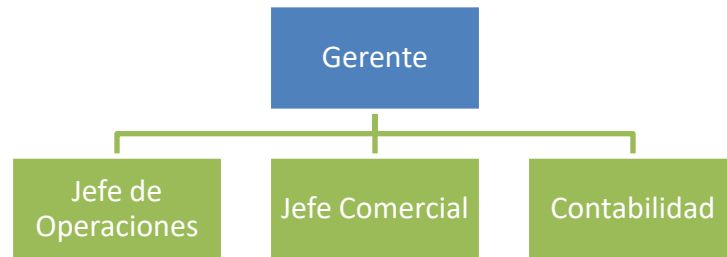 Gerente
Jefe de
Operaciones
Jefe Comercial
Contabilidad